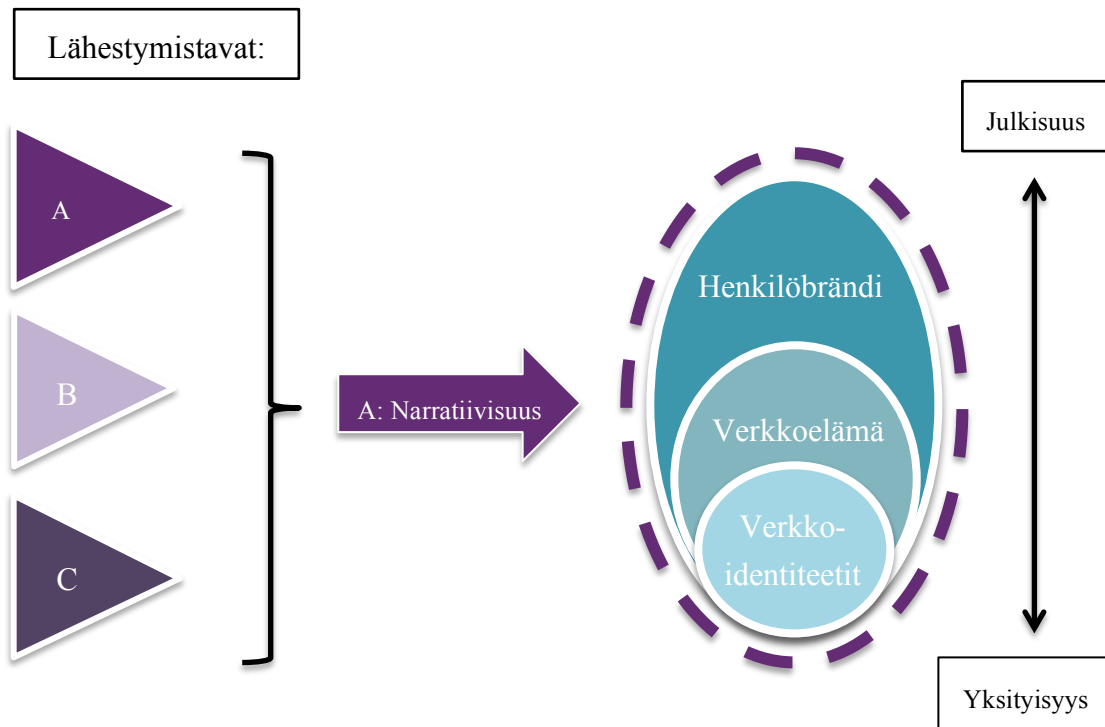 Lähestymistavat:
A
B
C
A: Narratiivisuus
Henkilöbrändi
Verkkoelämä
Verkko-
identiteetit
Julkisuus
Yksityisyys